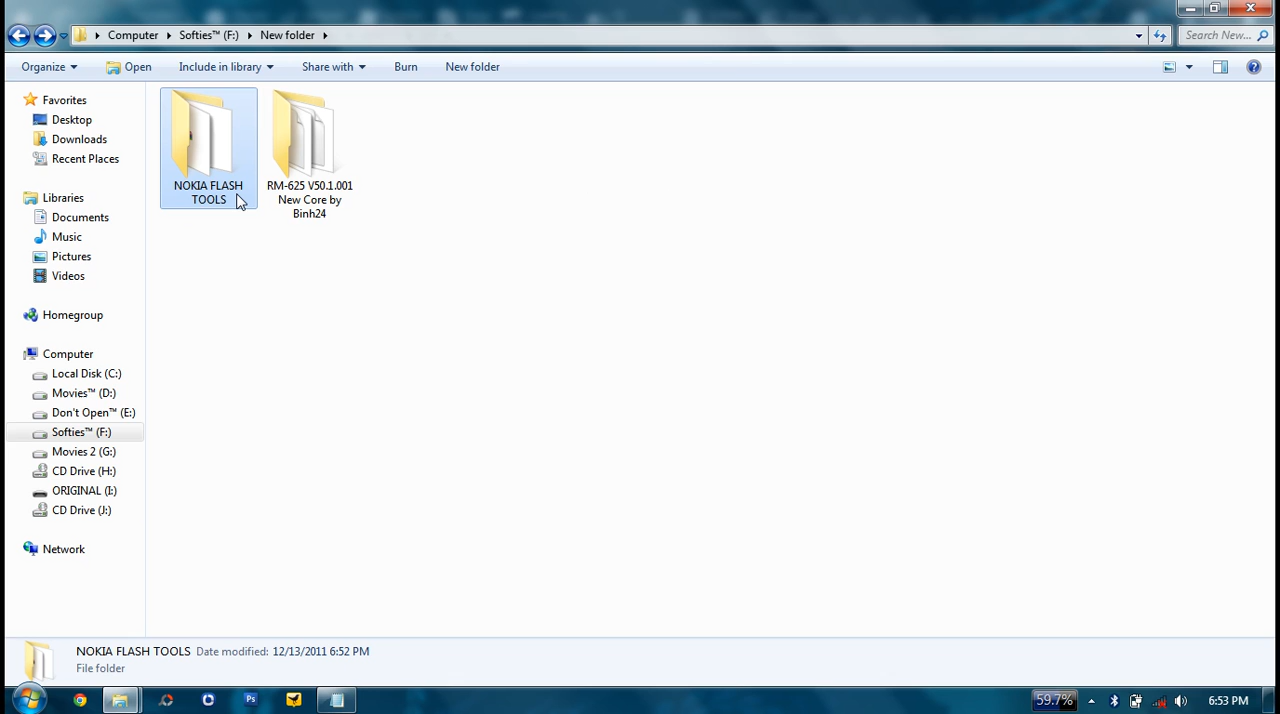 Computer Softies™ (F:) New folder
Search New...
Organize Open Include in library Share with Burn New folder
Favorites
Desktop
Downloads
Recent Places
Libraries
Documents
Music
Pictures
Videos
Homegroup
Computer
Local Disk (C:)
Movies™ (D:)
Don't Open™ (E:)
Softies™ (F:)
Movies 2 (G:)
CD Drive (H:)
ORIGINAL (I:)
CD Drive (J:)
Network
NOKIA FLASH
TOOLS
RM-625 V50.1.001
New Core by
Binh24
NOKIA FLASH TOOLS Date modified: 12/13/2011 6:52 PM
File folder
Ps
59.7%
6:53 PM